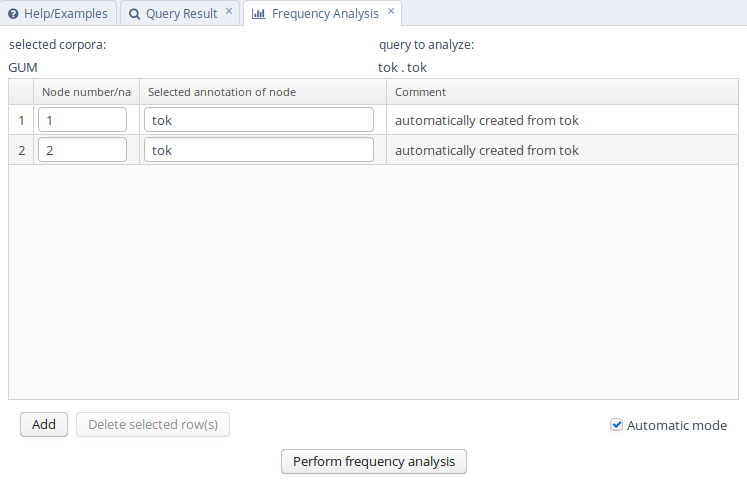 Help/Examples Query Result × Frequency Analysis ×
selected corpora: query to analyze:
GUM tok . tok
Node number/na Selected annotation of node Comment
1 1 tok automatically created from tok
2 2 tok automatically created from tok
Add Delete selected row(s) Automatic mode
Perform frequency analysis